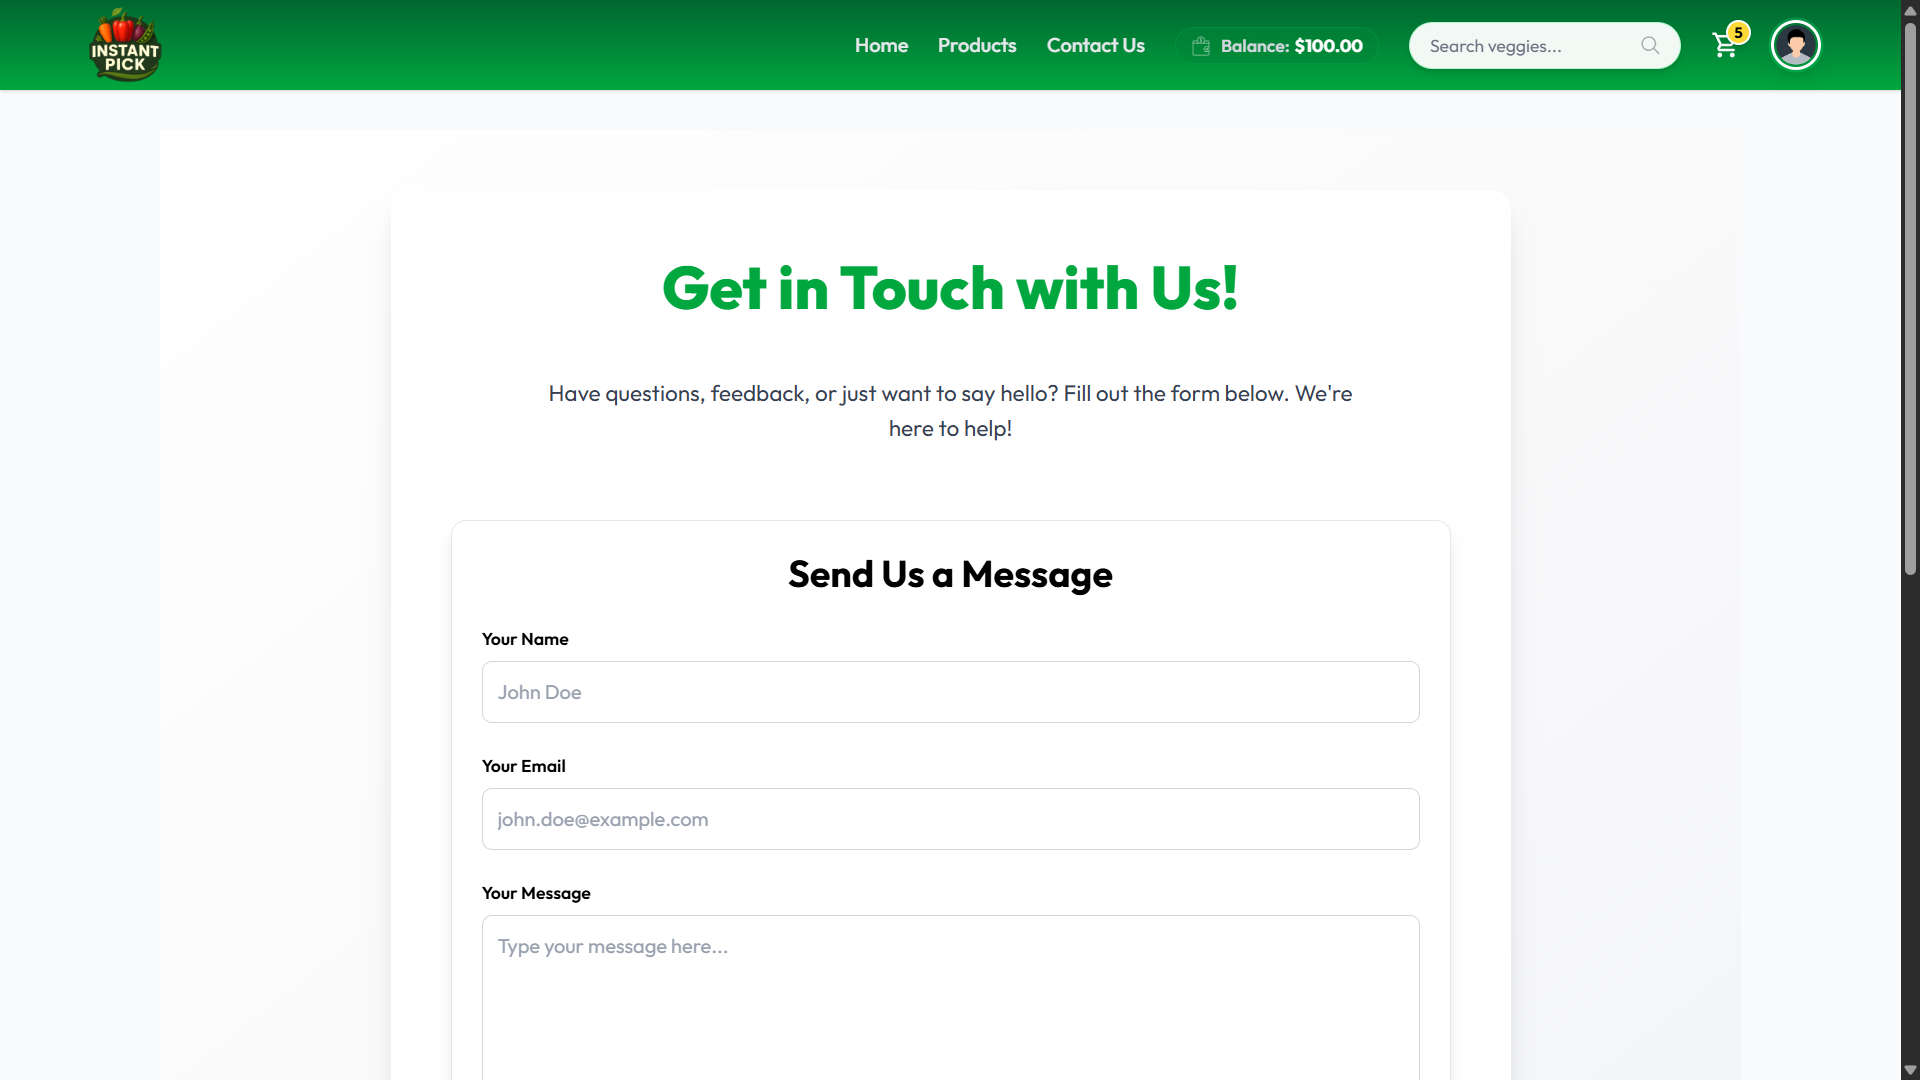 INSTANT
PICK
Home
Products
Contact Us
Balance: $100.00
Search veggies...
5
Get in Touch with Us!
Have questions, feedback, or just want to say hello? Fill out the form below. We're
here to help!
Send Us a Message
Your Name
John Doe
Your Email
john.doe@example.com
Your Message
Type your message here...